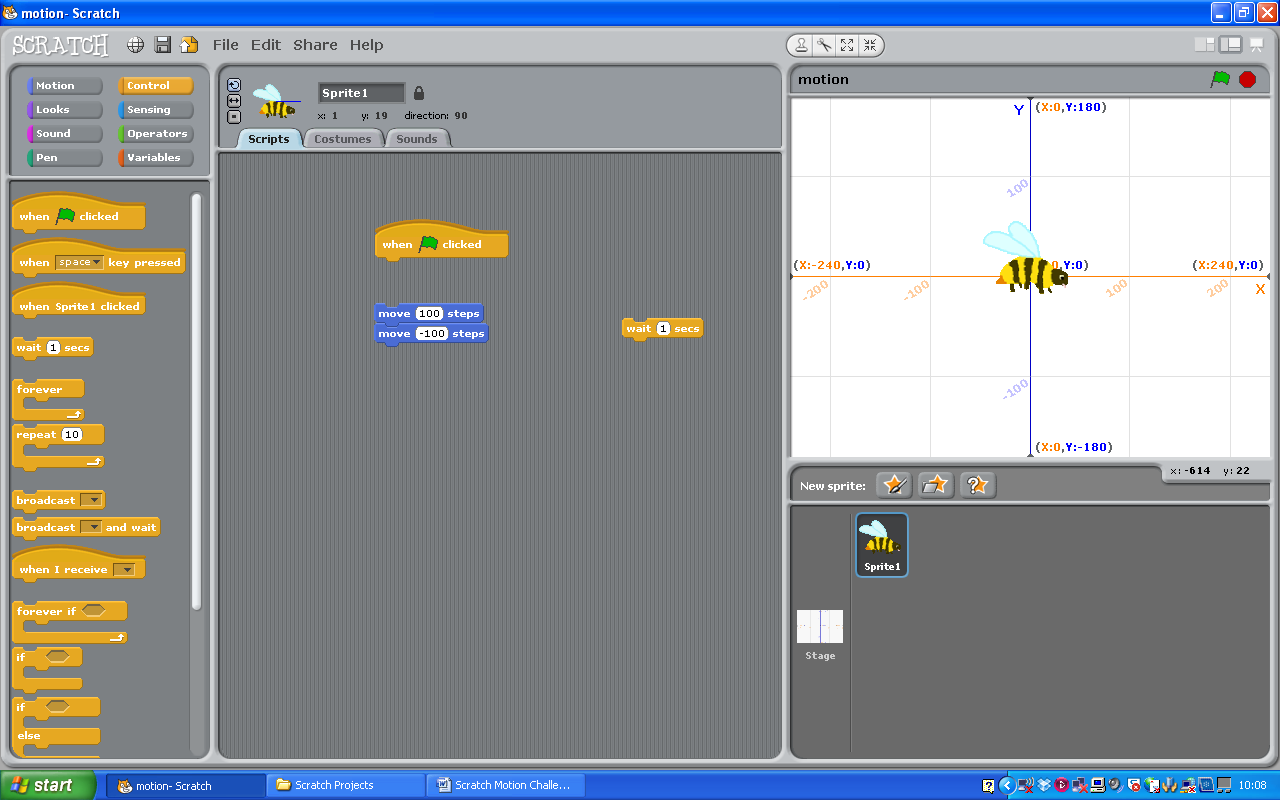 motion- Scratch
SCRATCH
File Edit Share Help
Motion Control
Looks Sensing
Sound Operators
Pen Variables
when clicked
when space key pressed
when Sprite1 clicked
wait 1 secs
forever
repeat 10
broadcast
broadcast and wait
when I receive
forever if
if
if
else
Sprite1
x: 1 y: 19 direction: 90
Scripts Costumes Sounds
when clicked
move 100 steps
move -100 steps
wait 1 secs
motion
Y (X:0,Y:180)
100
(X:-240,Y:0) 0,Y:0) (X:240,Y:0)
-200 -100 100 200 X
-100
(X:0,Y:-180)
x: -614 y: 22
New sprite:
Sprite1
Stage
start motion- Scratch Scratch Projects Scratch Motion Challe... 10:08